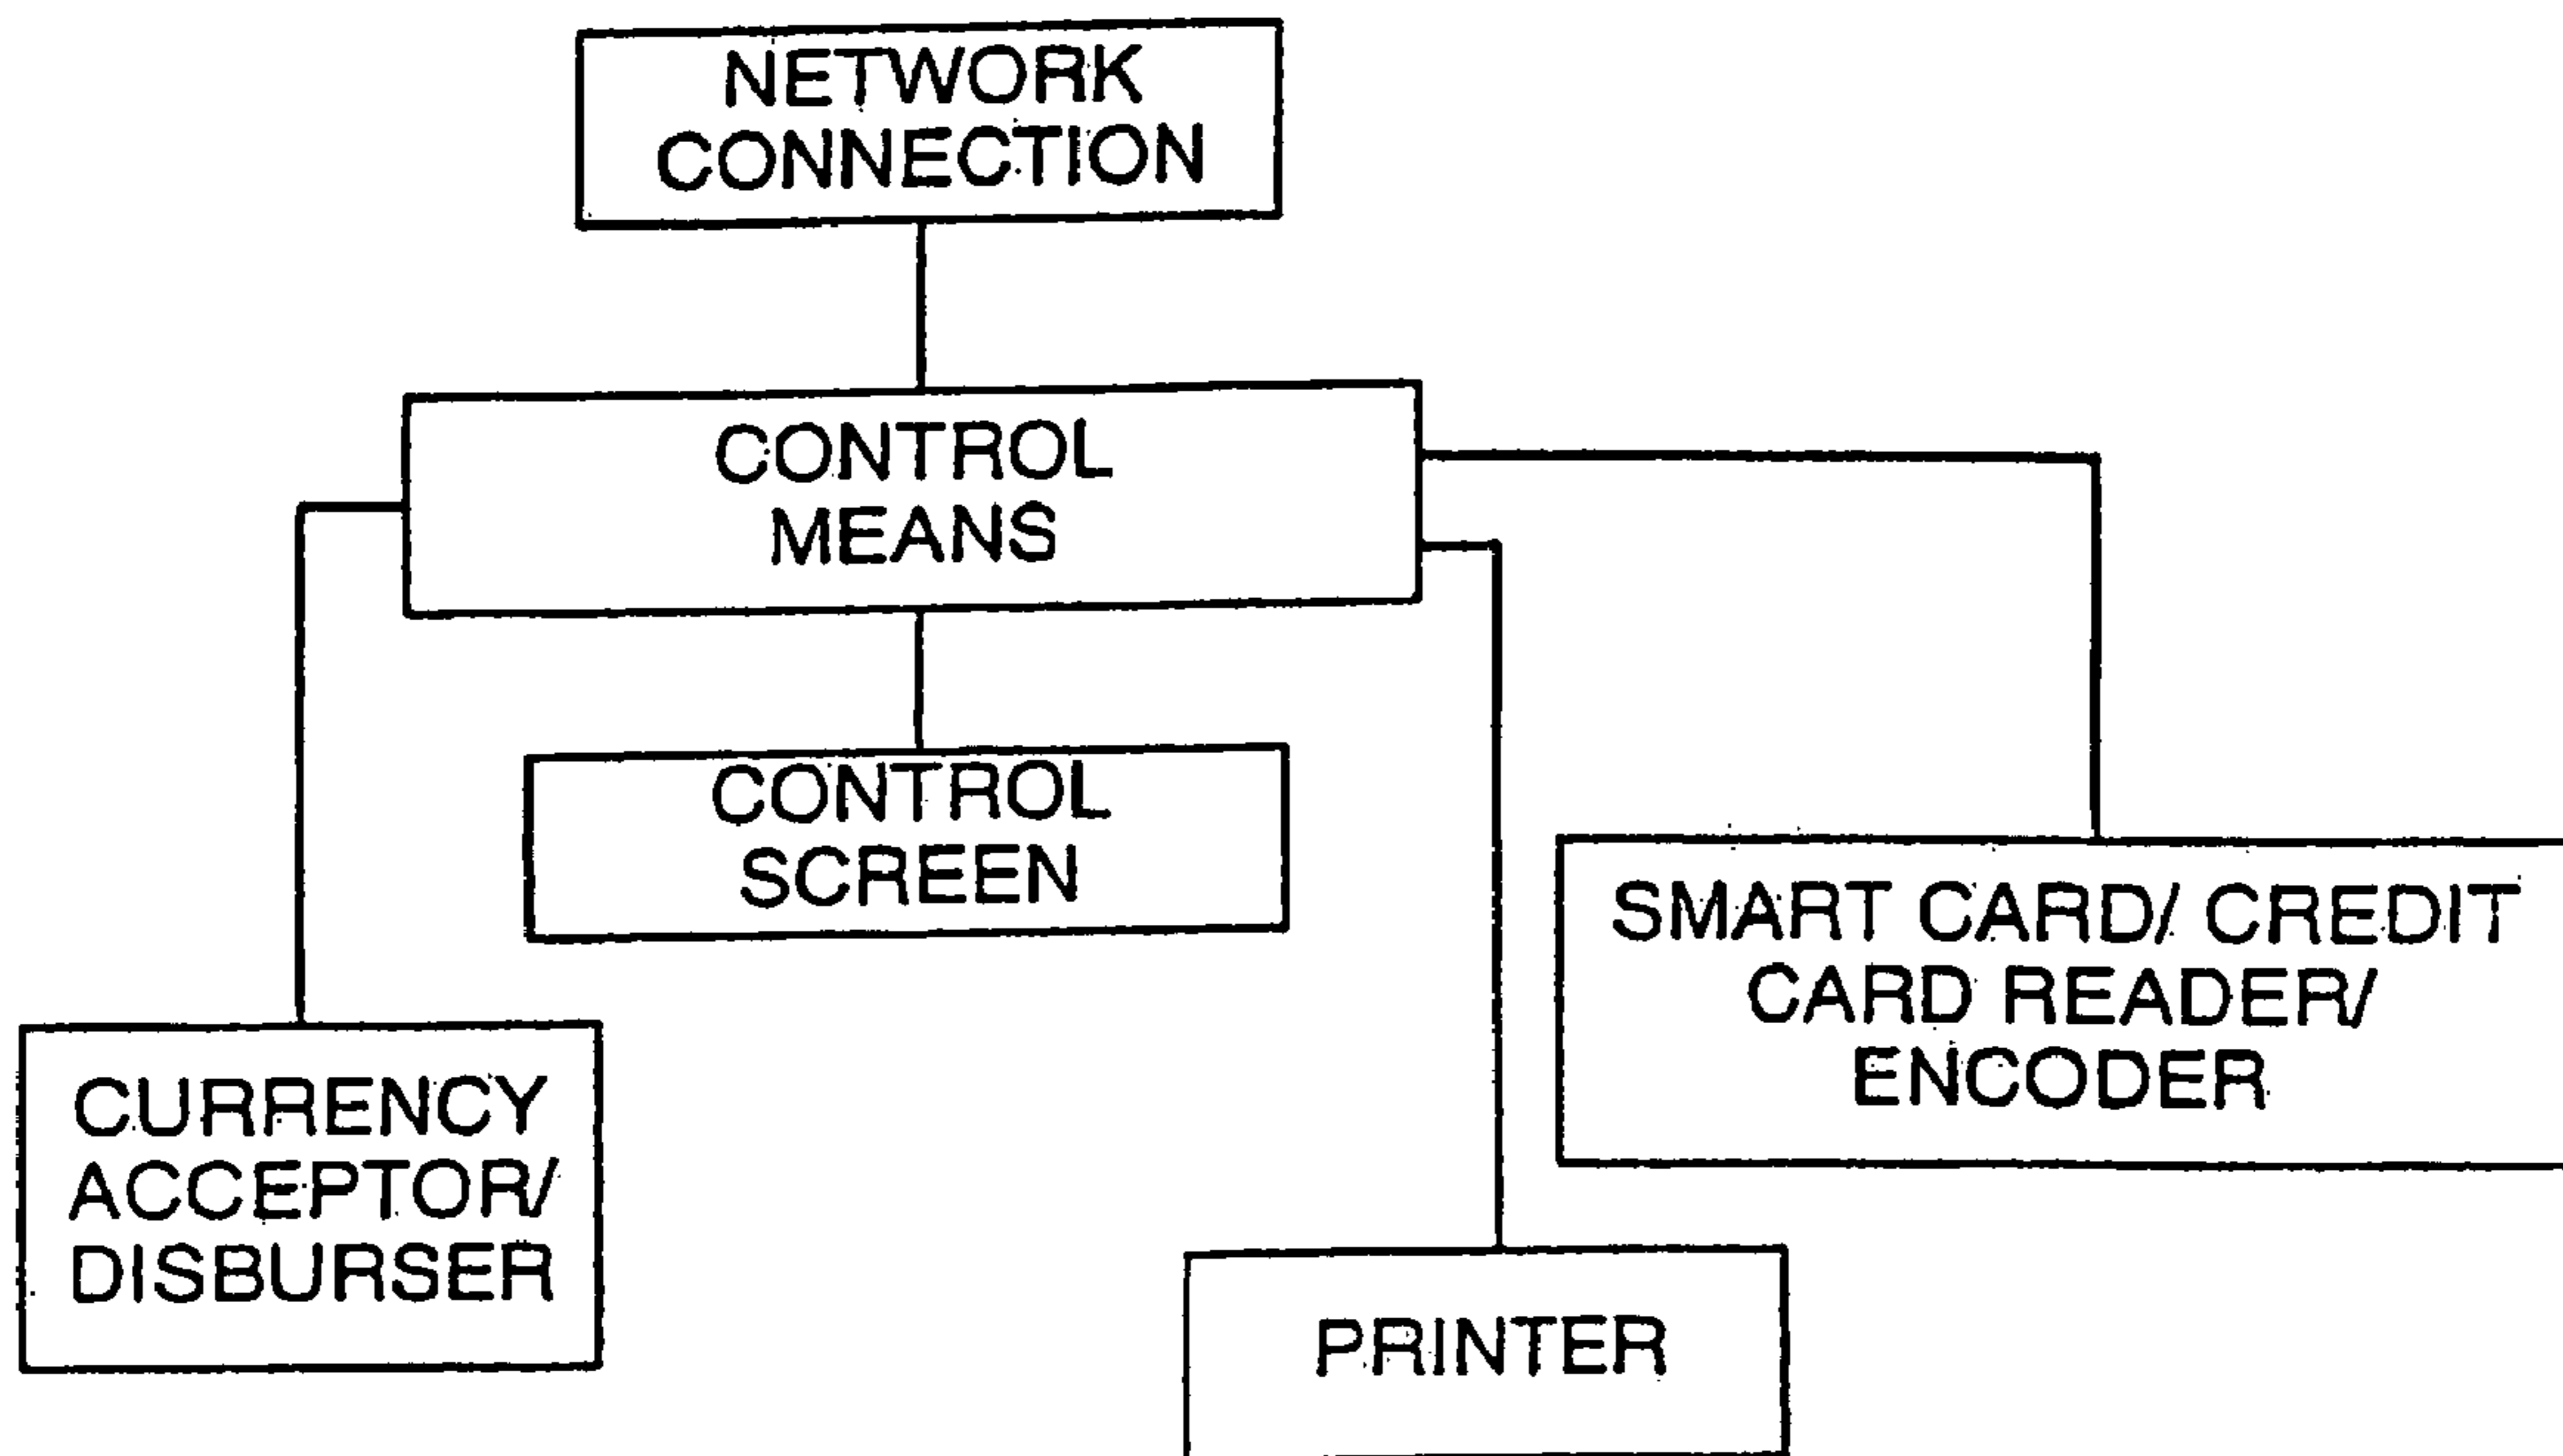 NETWORK
CONNECTION
CONTROL
MEANS
CONTROL
SCREEN
SMART CARD/ CREDIT
CARD READER/
ENCODER
CURRENCY
ACCEPTOR/
DISBURSER
PRINTER